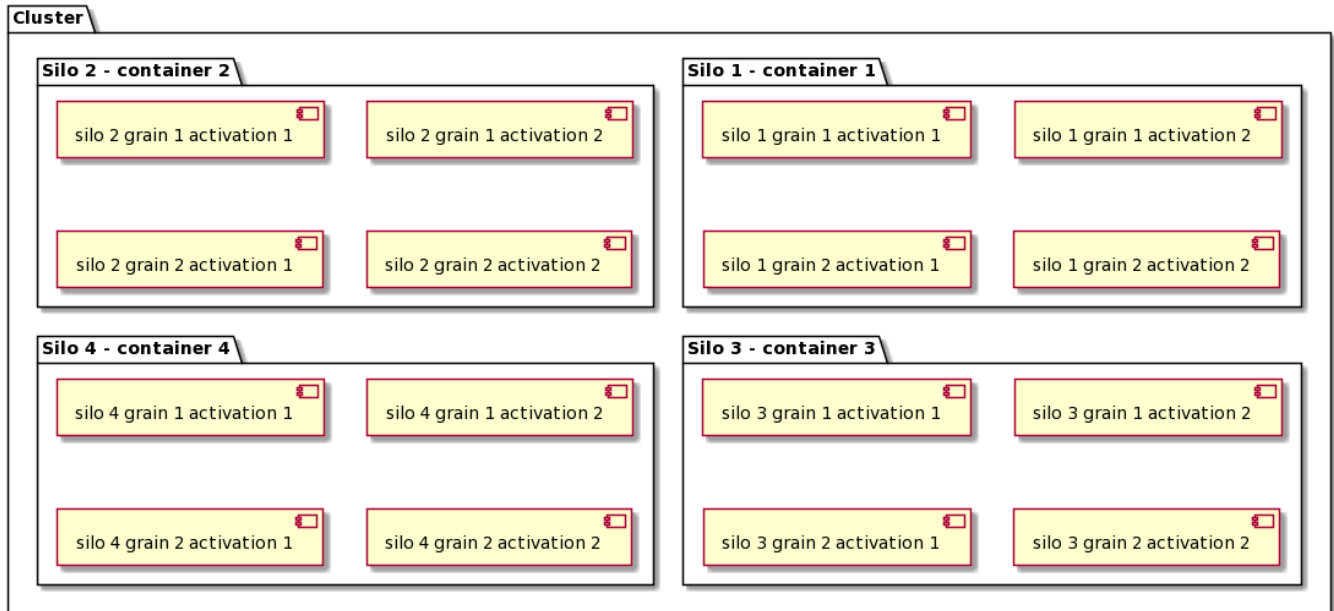 Cluster
Silo 2 - container 2
silo 2 grain 1 activation 1
silo 2 grain 1 activation 2
silo 2 grain 2 activation 1
silo 2 grain 2 activation 2
Silo 1 - container 1
silo 1 grain 1 activation 1
silo 1 grain 1 activation 2
silo 1 grain 2 activation 1
silo 1 grain 2 activation 2
Silo 4 - container 4
silo 4 grain 1 activation 1
silo 4 grain 1 activation 2
silo 4 grain 2 activation 1
silo 4 grain 2 activation 2
Silo 3 - container 3
silo 3 grain 1 activation 1
silo 3 grain 1 activation 2
silo 3 grain 2 activation 1
silo 3 grain 2 activation 2